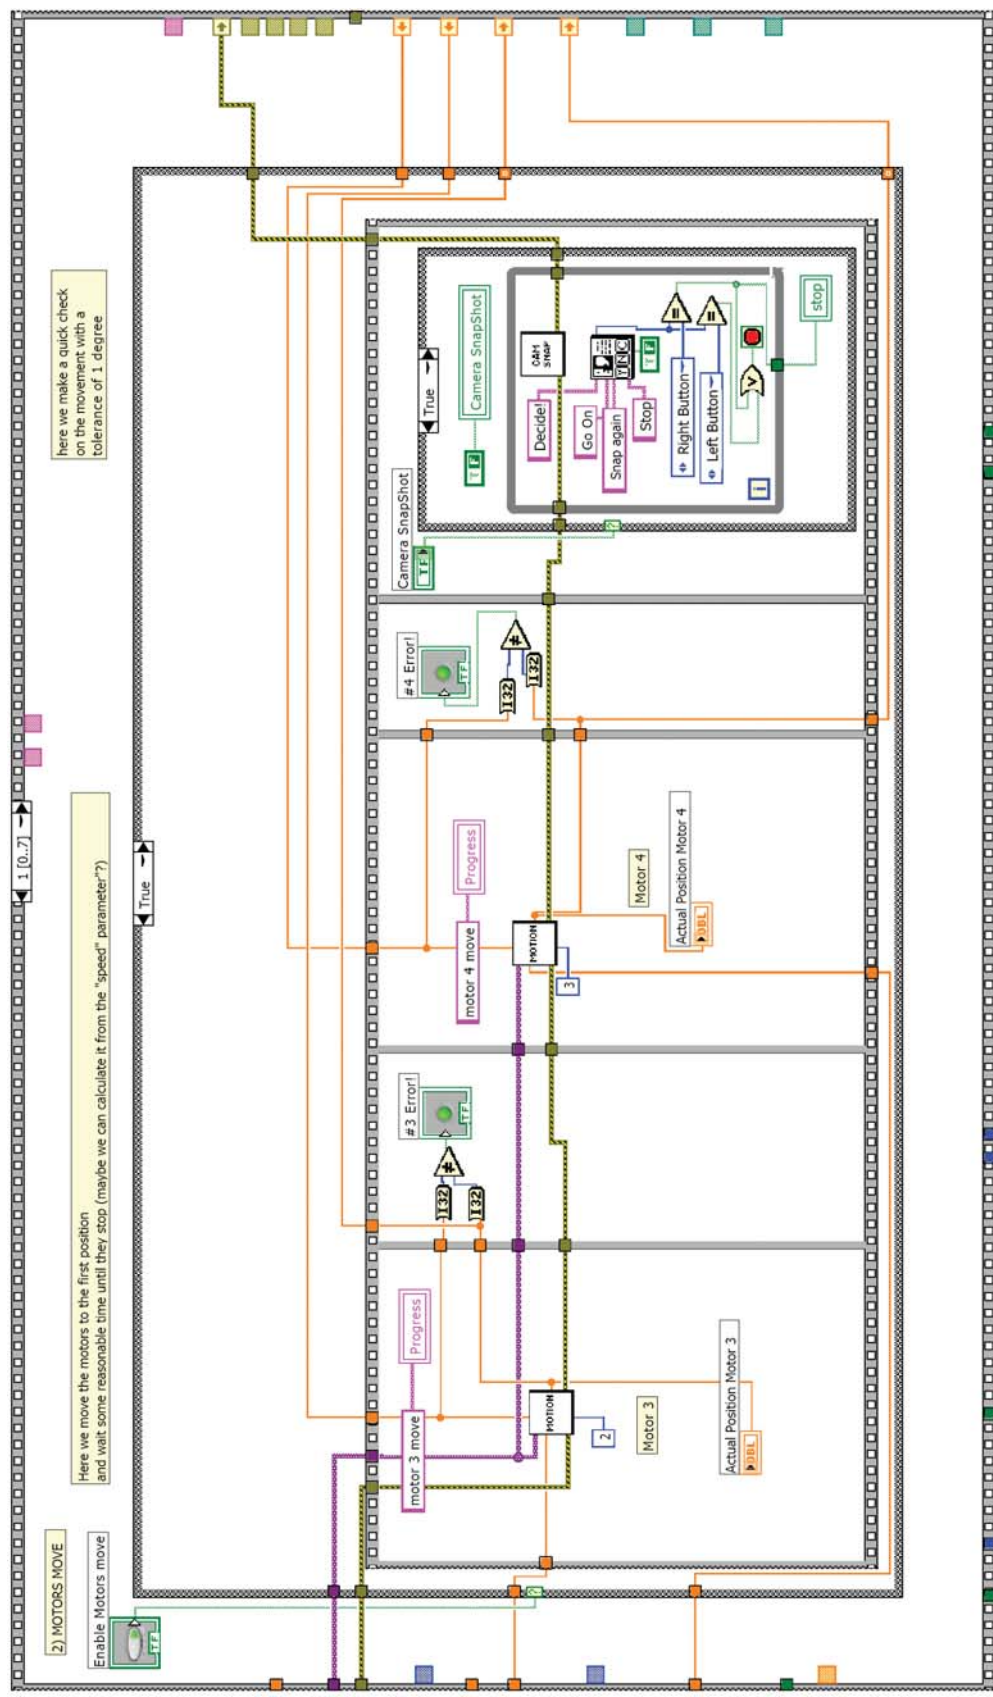 1 [0..7]
2) MOTORS MOVE
Enable Motors move
TF
Here we move the motors to the first position
and wait some reasonable time until they stop (maybe we can calculate it from the "speed" parameter"?)
here we make a quick check
on the movement with a
tolerance of 1 degree
True
?
motor 3 move
Progress
MOTION
2
Motor 3
Actual Position Motor 3
DBL
#3 Error!
TF
I32
I32
≠
motor 4 move
Progress
MOTION
3
Motor 4
Actual Position Motor 4
DBL
#4 Error!
TF
I32
I32
≠
Camera SnapShot
TF
?
True
TF
Camera SnapShot
CAM
SNAP
Decide!
Go On
Snap again
Stop
YNC
TF
Right Button
Left Button
=
=
V
i
stop